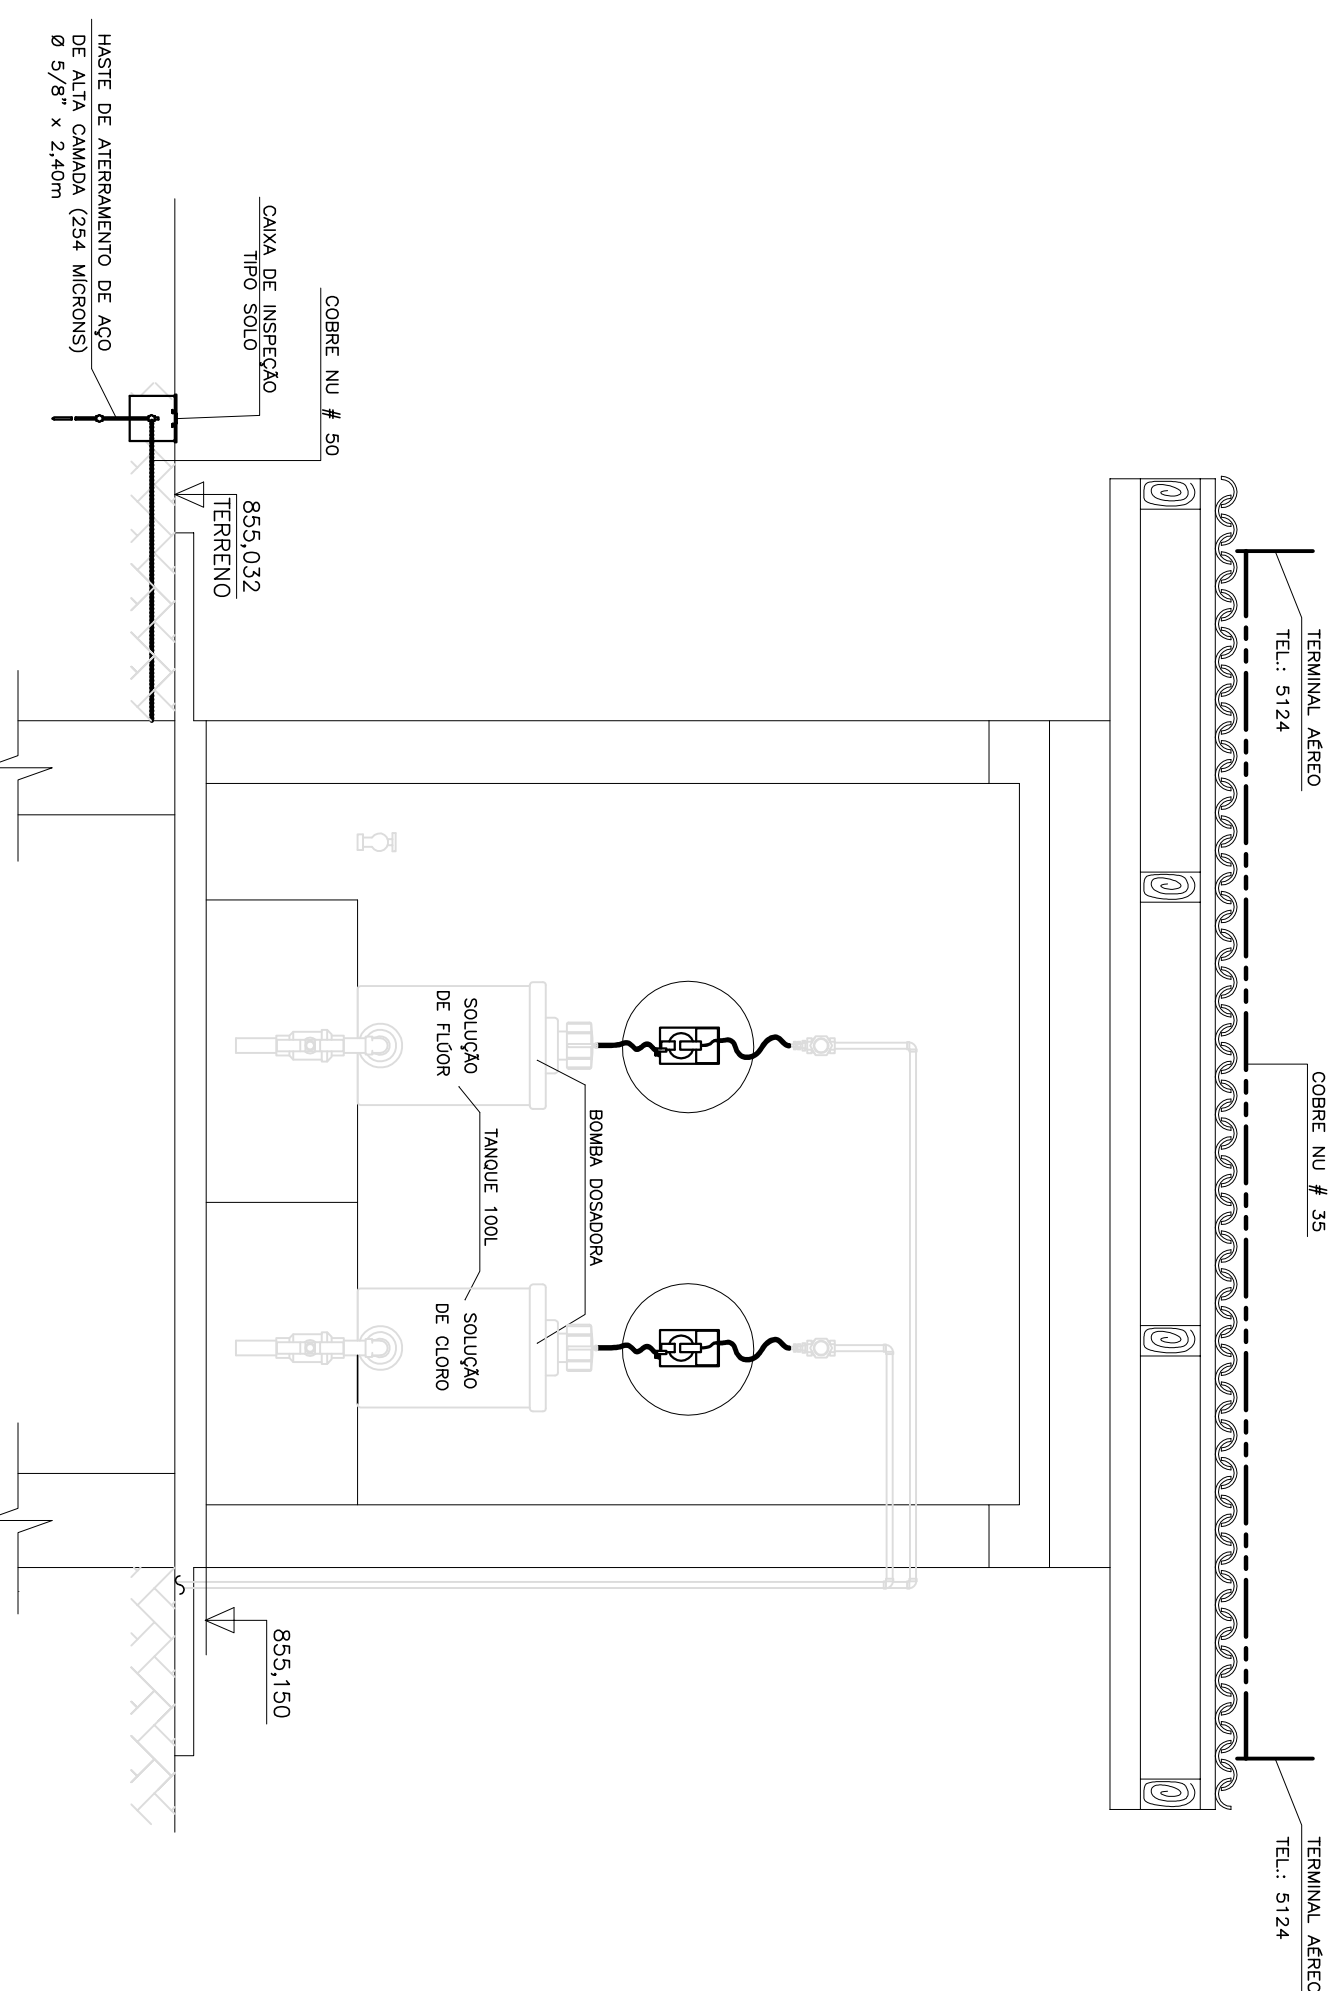 TERMINAL AÉREO
TEL.: 5124
COBRE NU # 35
TERMINAL AÉREO
TEL.: 5124
BOMBA DOSADORA
TANQUE 100L
SOLUÇÃO
DE FLÚOR
SOLUÇÃO
DE CLORO
COBRE NU # 50
CAIXA DE INSPEÇÃO
TIPO SOLO
855,032
TERRENO
855,150
HASTE DE ATERRAMENTO DE AÇO
DE ALTA CAMADA (254 MÍCRONS)
Ø 5/8" x 2,40m